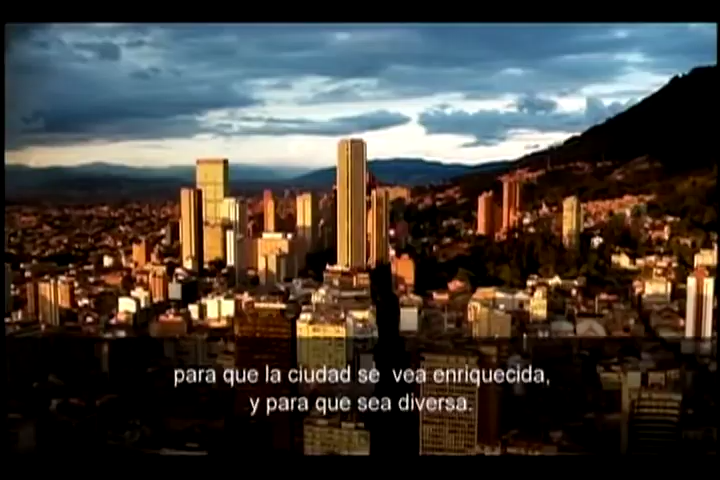 para que la ciudad se vea enriquecida,
y para que sea diversa.